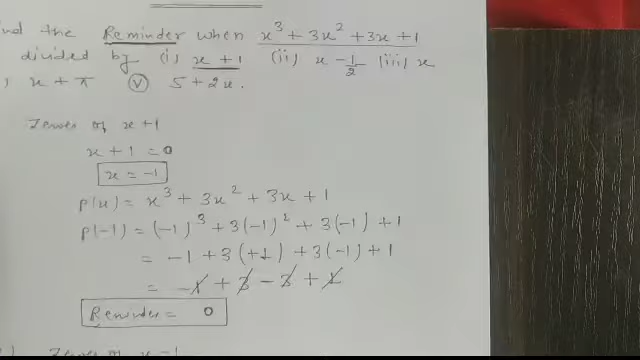 the Reminder when x³ + 3x² + 3x + 1
divided by (i) x + 1 (ii) x - 1/2 (iii) x
x + π (v) 5 + 2x.
Zeroes of x+1
x + 1 = 0
x = -1
p(x) = x³ + 3x² + 3x + 1
p(-1) = (-1)³ + 3(-1)² + 3(-1) + 1
= -1 + 3(+1) + 3(-1) + 1
= -1 + 3 - 3 + 1
Reminder = 0